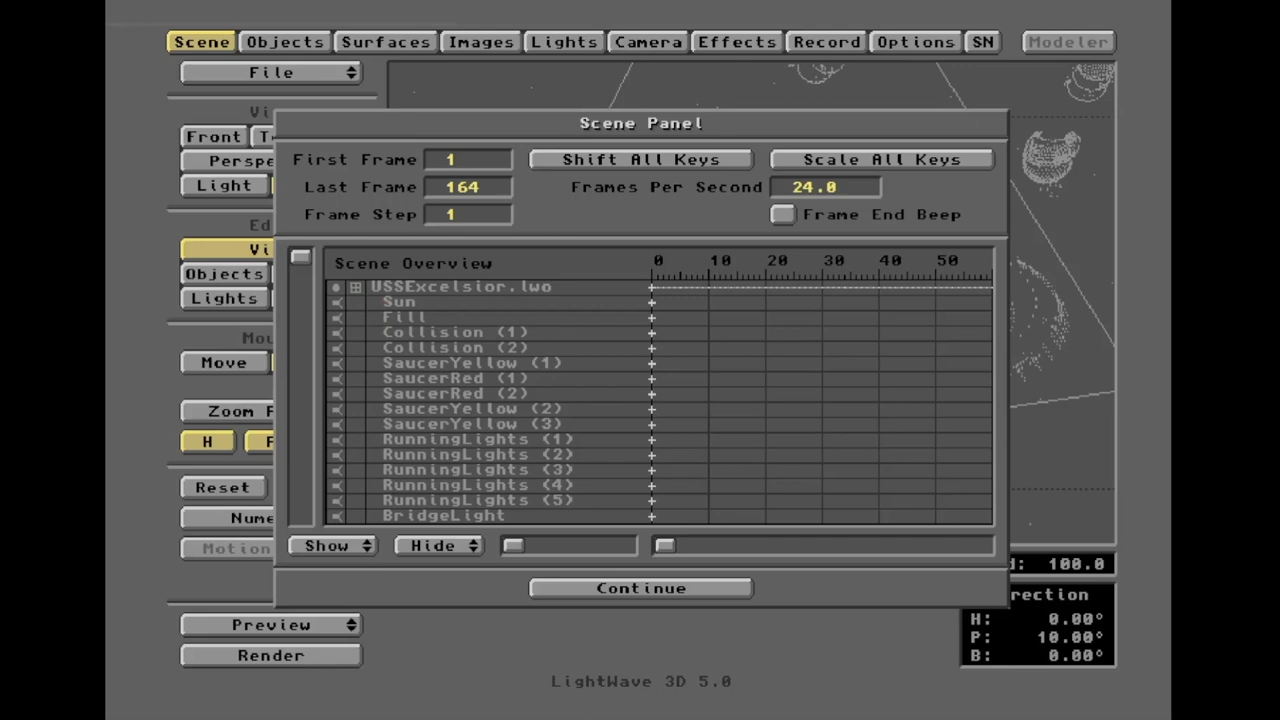 Scene Objects Surfaces Images Lights Camera Effects Record Options SN Modeler
File
Scene Panel
Front
Perspe
Light
First Frame 1 Shift All Keys Scale All Keys
Last Frame 164 Frames Per Second 24.0
Frame Step 1 Frame End Beep
Ed
Vi
Objects
Lights
Mou
Move
Zoom F
H F
Reset
Nume
Motion
Scene Overview 0 10 20 30 40 50
USSExcelsior.lwo
Sun
Fill
Collision (1)
Collision (2)
SaucerYellow (1)
SaucerRed (1)
SaucerRed (2)
SaucerYellow (2)
SaucerYellow (3)
RunningLights (1)
RunningLights (2)
RunningLights (3)
RunningLights (4)
RunningLights (5)
BridgeLight
Show Hide
Continue
d: 100.0
rection
H: 0.00°
P: 10.00°
B: 0.00°
Preview
Render
LightWave 3D 5.0